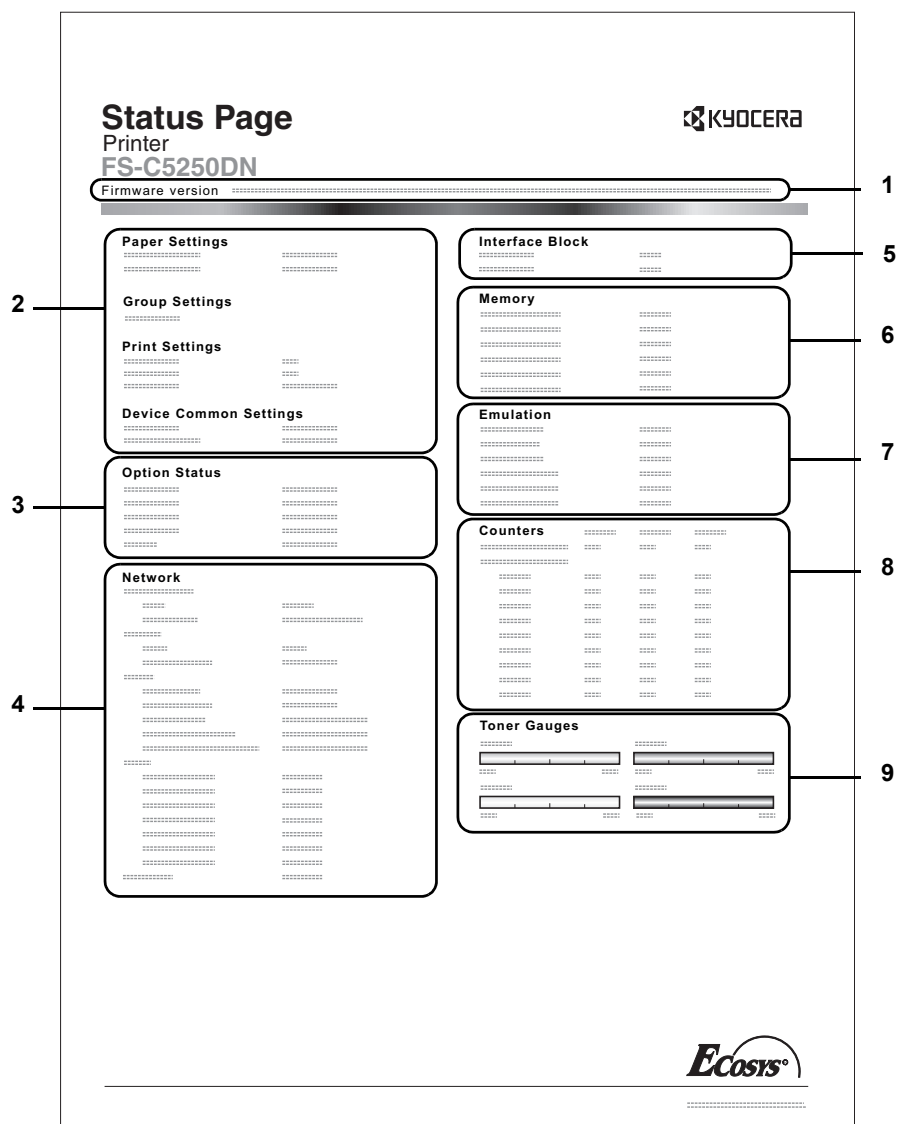 Status Page
KYOCERA
Printer
FS-C5250DN
Firmware version
1
Paper Settings
Group Settings
Print Settings
Device Common Settings
2
Option Status
3
Network
4
Interface Block
5
Memory
6
Emulation
7
Counters
8
Toner Gauges
9
ECOSYS